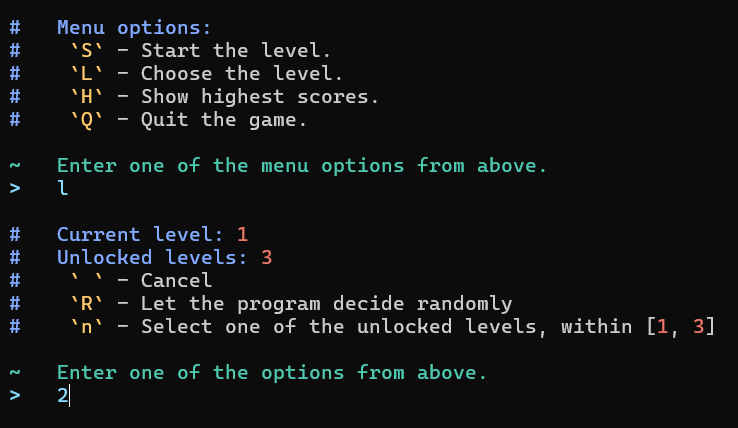 #   Menu options:
#    `S` - Start the level.
#    `L` - Choose the level.
#    `H` - Show highest scores.
#    `Q` - Quit the game.
~   Enter one of the menu options from above.
>   l
#   Current level: 1
#   Unlocked levels: 3
#    ` ` - Cancel
#    `R` - Let the program decide randomly
#    `n` - Select one of the unlocked levels, within [1, 3]
~   Enter one of the options from above.
>   2